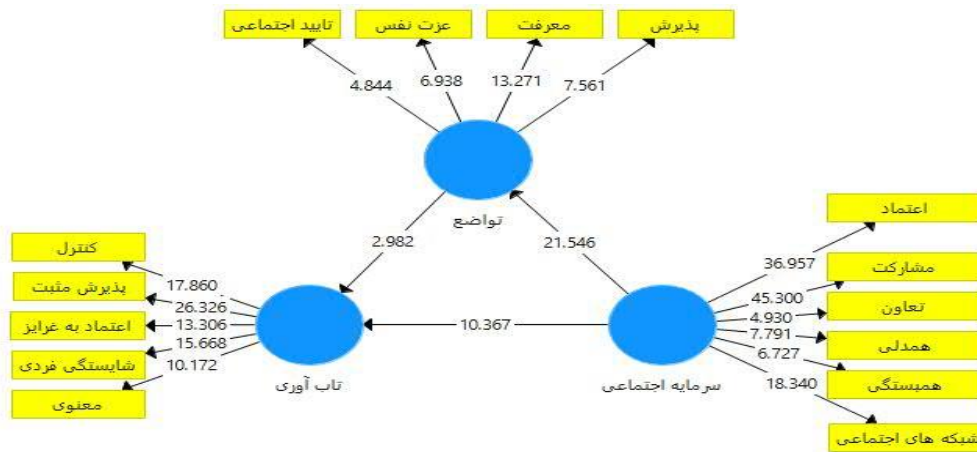 تایید اجتماعی
عزت نفس
معرفت
پذیرش
4.844
6.938
13.271
7.561
تواضع
2.982
21.546
کنترل
پذیرش مثبت
اعتماد به غرایز
شایستگی فردی
معنوی
17.860
26.326
13.306
15.668
10.172
تاب آوری
10.367
سرمایه اجتماعی
36.957
45.300
4.930
7.791
6.727
18.340
اعتماد
مشارکت
تعاون
همدلی
همبستگی
شبکه های اجتماعی